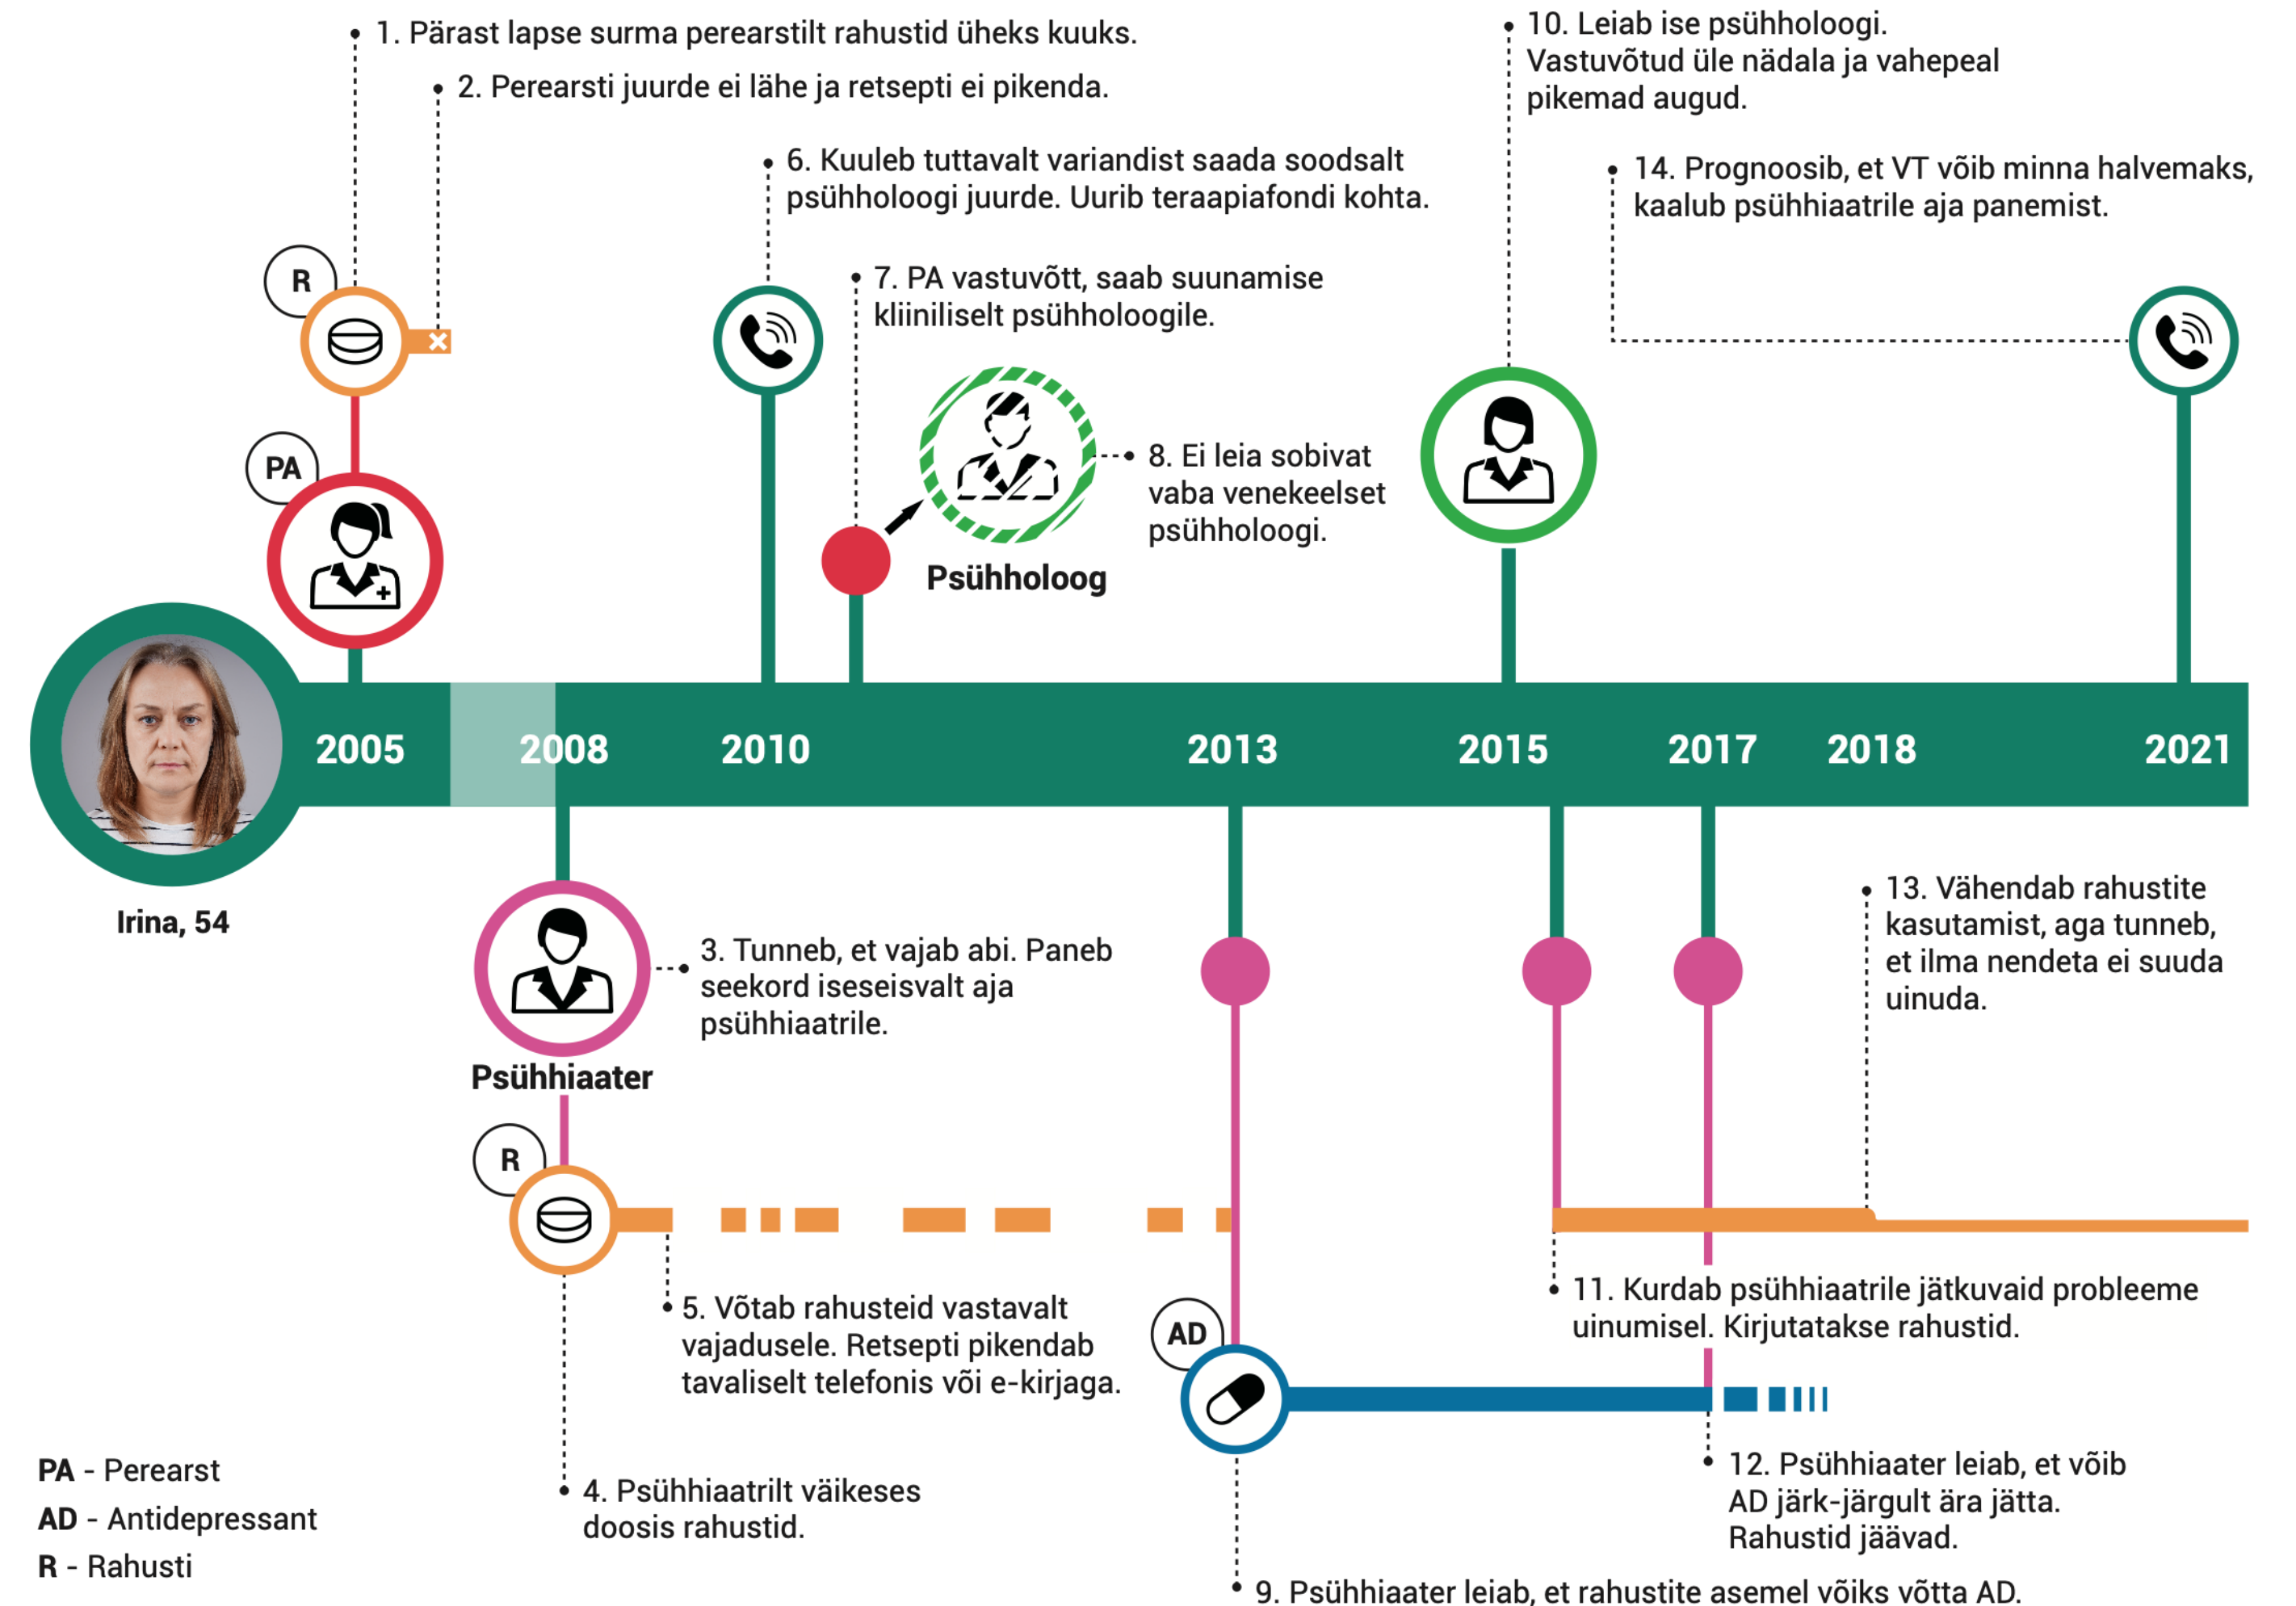 1. Pärast lapse surma perearstilt rahustid üheks kuuks.
2. Perearsti juurde ei lähe ja retsepti ei pikenda.
10. Leiab ise psühholoogi.
Vastuvõtud üle nädala ja vahepeal
pikemad augud.
6. Kuuleb tuttavalt variandist saada soodsalt
psühholoogi juurde. Uurib teraapiafondi kohta.
14. Prognoosib, et VT võib minna halvemaks,
kaalub psühhiaatrile aja panemist.
7. PA vastuvõtt, saab suunamise
kliiniliselt psühholoogile.
R
PA
8. Ei leia sobivat
vaba venekeelset
psühholoogi.
Psühholoog
2005
2008
2010
2013
2015
2017
2018
2021
Irina, 54
3. Tunneb, et vajab abi. Paneb
seekord iseseisvalt aja
psühhiaatrile.
Psühhiaater
13. Vähendab rahustite
kasutamist, aga tunneb,
et ilma nendeta ei suuda
uinuda.
R
5. Võtab rahusteid vastavalt
vajadusele. Retsepti pikendab
tavaliselt telefonis või e-kirjaga.
11. Kurdab psühhiaatrile jätkuvaid probleeme
uinumisel. Kirjutatakse rahustid.
AD
4. Psühhiaatrilt väikeses
doosis rahustid.
12. Psühhiaater leiab, et võib
AD järk-järgult ära jätta.
Rahustid jäävad.
9. Psühhiaater leiab, et rahustite asemel võiks võtta AD.
PA - Perearst
AD - Antidepressant
R - Rahusti